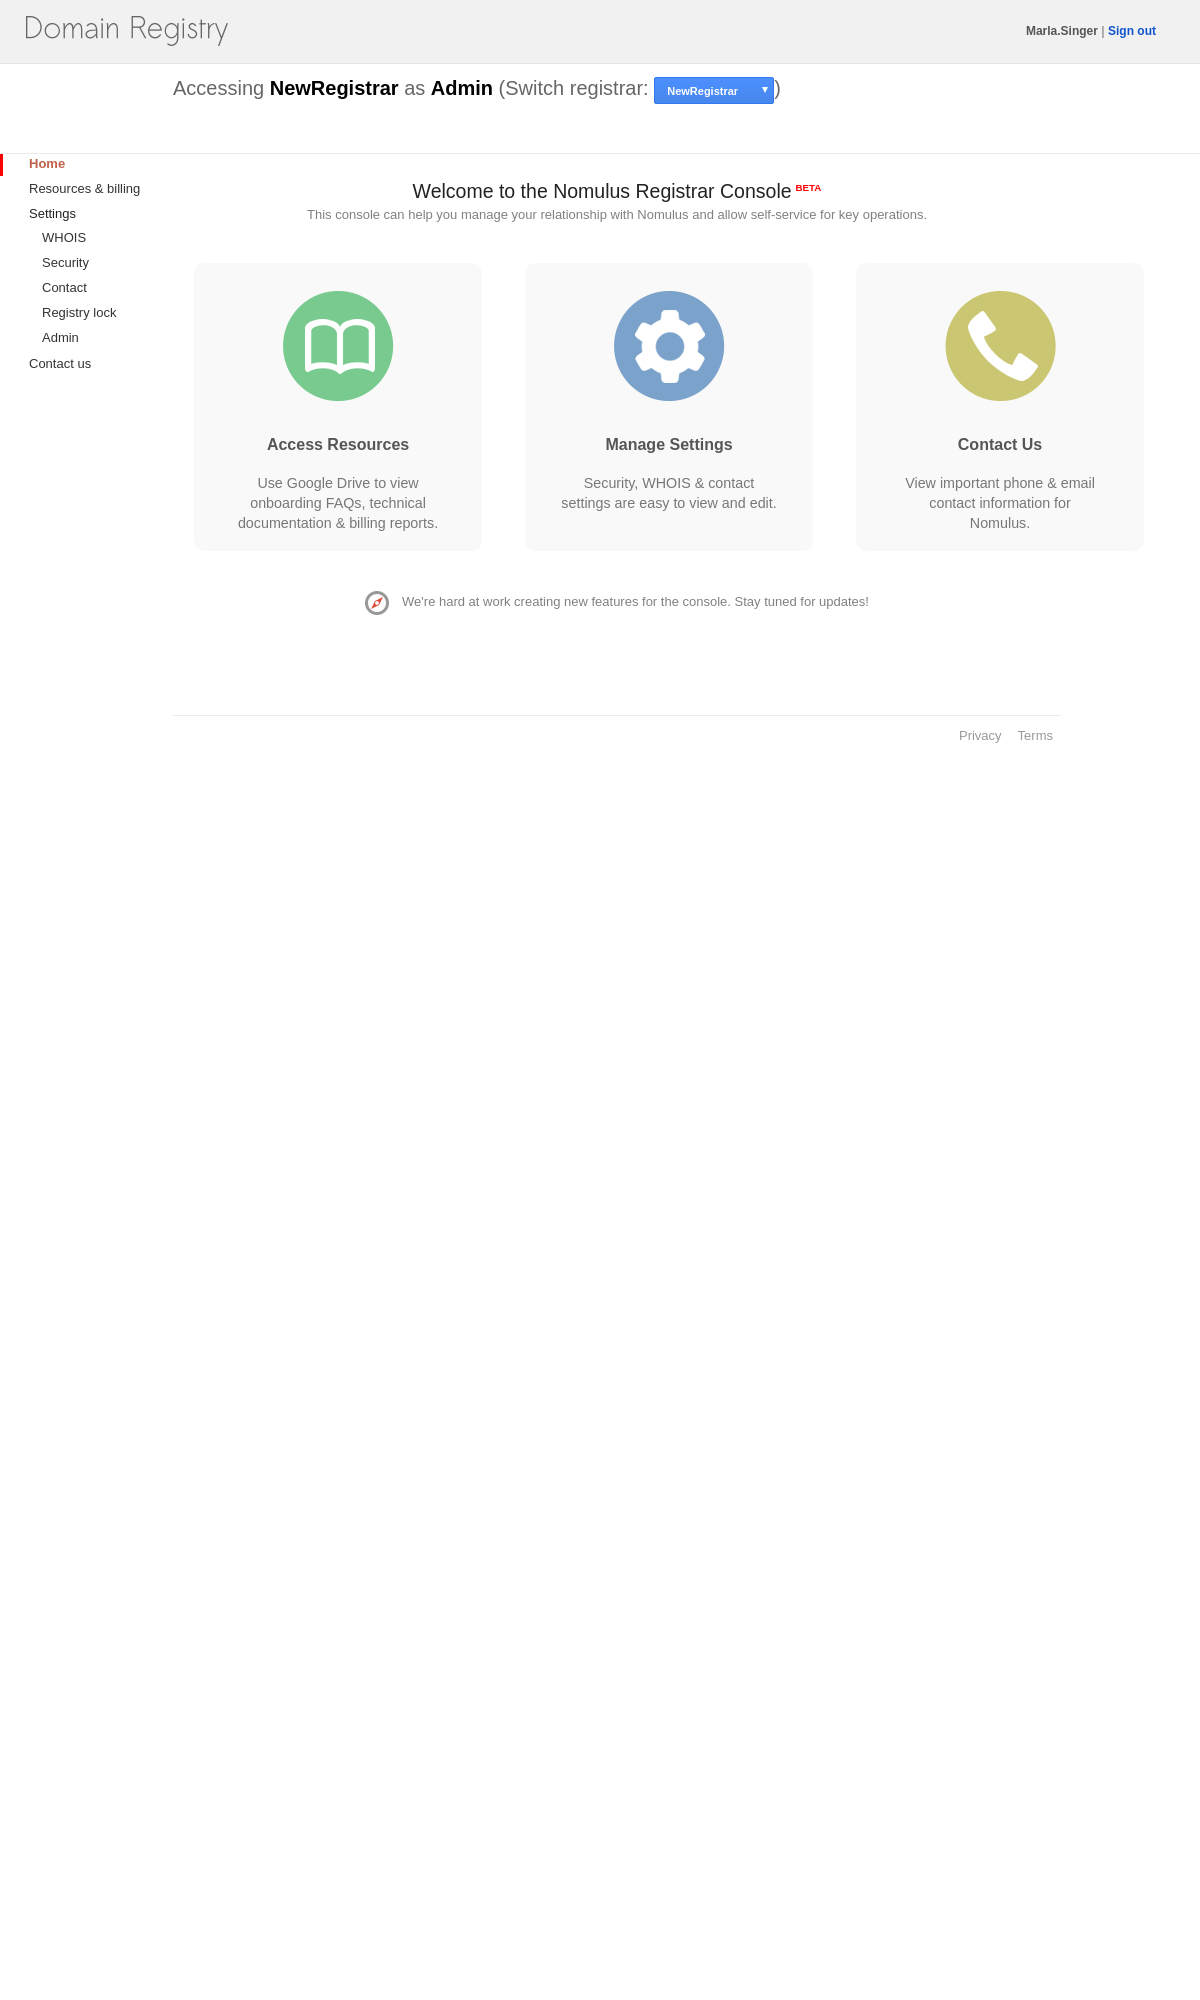 Domain Registry
Marla.Singer | Sign out
Accessing NewRegistrar as Admin (Switch registrar: NewRegistrar ▼)
Home
Resources & billing
Settings
WHOIS
Security
Contact
Registry lock
Admin
Contact us
Welcome to the Nomulus Registrar Console BETA
This console can help you manage your relationship with Nomulus and allow self-service for key operations.
Access Resources
Use Google Drive to view
onboarding FAQs, technical
documentation & billing reports.
Manage Settings
Security, WHOIS & contact
settings are easy to view and edit.
Contact Us
View important phone & email
contact information for
Nomulus.
We're hard at work creating new features for the console. Stay tuned for updates!
Privacy Terms